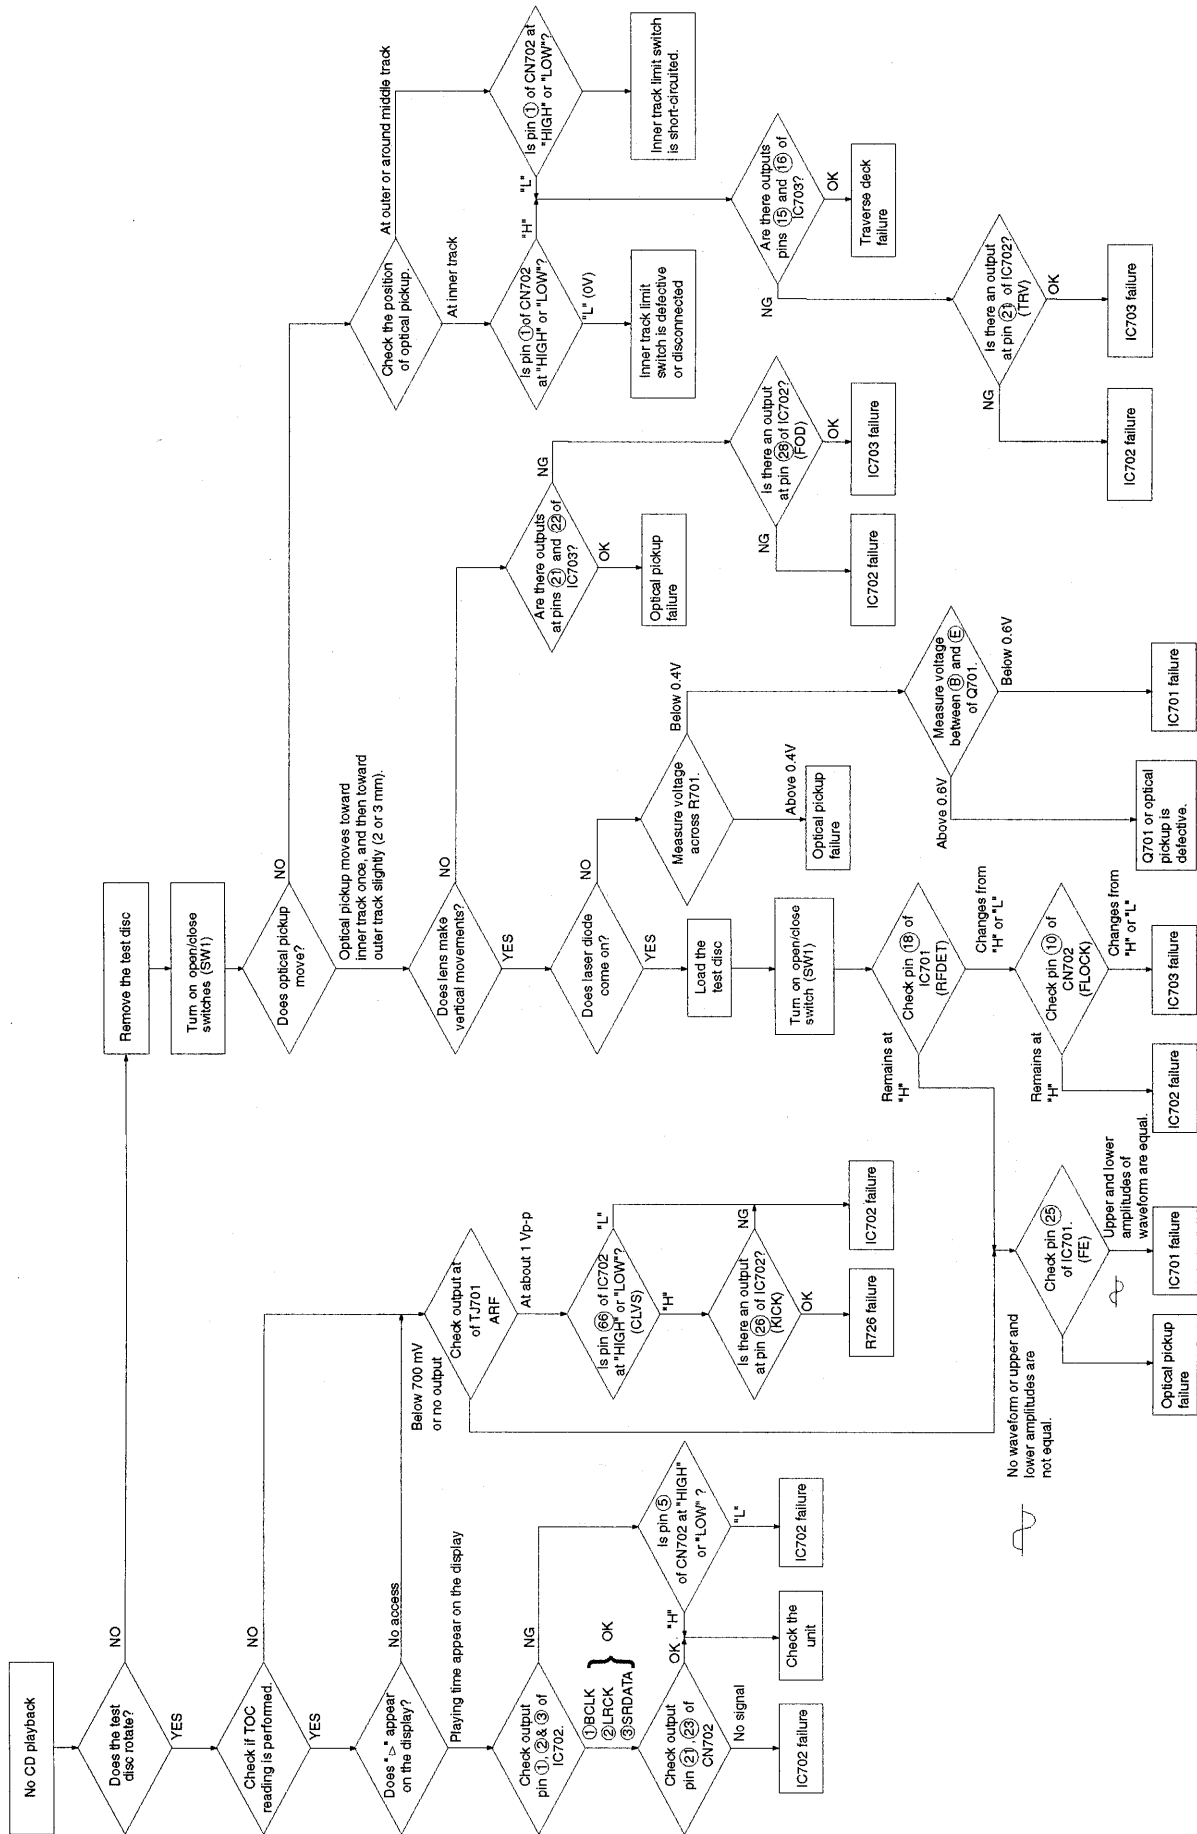 No CD playback
Does the test
disc rotate?
NO
YES
Check if TOC
reading is performed.
NO
YES
Does "▷" appear
on the display?
No access
Playing time appear on the display
Check output
pin ①, ②& ③ of
IC702.
NG
①BCLK
②LRCK
③SRDATA
} OK
Check output
pin ㉑, ㉓ of
CN702
OK
No signal
IC702 failure
Is pin ⑤
of CN702 at "HIGH"
or "LOW" ?
"H"
"L"
Check the
unit
IC702 failure
Check output at
of TJ701
ARF
Below 700 mV
or no output
At about 1 Vp-p
Is pin 66 of IC702
at "HIGH" or "LOW"?
(CLVS)
"L"
"H"
Is there an output
at pin ㉖ of IC702?
(KICK)
NG
OK
R726 failure
IC702 failure
Remove the test disc
Turn on open/close
switches (SW1)
Does optical pickup
move?
NO
Optical pickup moves toward
inner track once, and then toward
outer track slightly (2 or 3 mm).
Does lens make
vertical movements?
NO
YES
Does laser diode
come on?
NO
YES
Load the
test disc
Turn on open/close
switch (SW1)
Check pin ⑱ of
IC701
(RFDET)
Remains at
"H"
Changes from
"H" or "L"
Check pin ⑩ of
CN702
(FLOCK)
Remains at
"H"
Changes from
"H" or "L"
IC702 failure
IC703 failure
Check pin ㉕
of IC701.
(FE)
No waveform or upper and
lower amplitudes are
not equal.
Upper and lower
amplitudes of
waveform are equal.
Optical pickup
failure
IC701 failure
Measure voltage
across R701.
Below 0.4V
Above 0.4V
Optical pickup
failure
Measure voltage
between Ⓑ and Ⓔ
of Q701.
Above 0.6V
Below 0.6V
Q701 or optical
pickup is
defective.
IC701 failure
Are there outputs
at pins ㉑ and ㉒ of
IC703?
NG
OK
Optical pickup
failure
Is there an output
at pin ㉘ of IC702?
(FOD)
NG
OK
IC702 failure
IC703 failure
Check the position
of optical pickup.
At outer or around middle track
At inner track
Is pin ① of CN702
at "HIGH" or "LOW"?
"H"
"L" (0V)
Inner track limit
switch is defective
or disconnected
Is pin ① of CN702 at
"HIGH" or "LOW"?
"L"
Inner track limit switch
is short-circuited.
Are there outputs
pins ⑮ and ⑯ of
IC703?
NG
OK
Traverse deck
failure
Is there an output
at pin ㉑ of IC702?
(TRV)
NG
OK
IC702 failure
IC703 failure